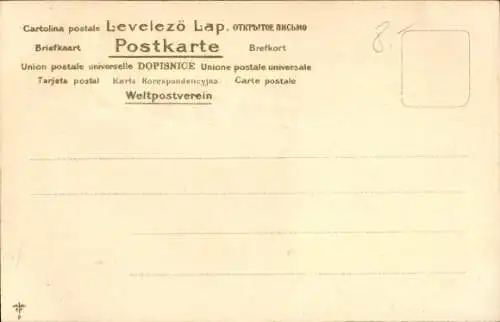 Cartolina postale Levelező Lap. ОТКРЫТОЕ ПИСЬМО
Briefkaart Postkarte Brefkort
Union postale universelle DOPISNICE Unione postale universale
Tarjeta postal Karta Korespondencyjna. Carte postale
Weltpostverein
8.-